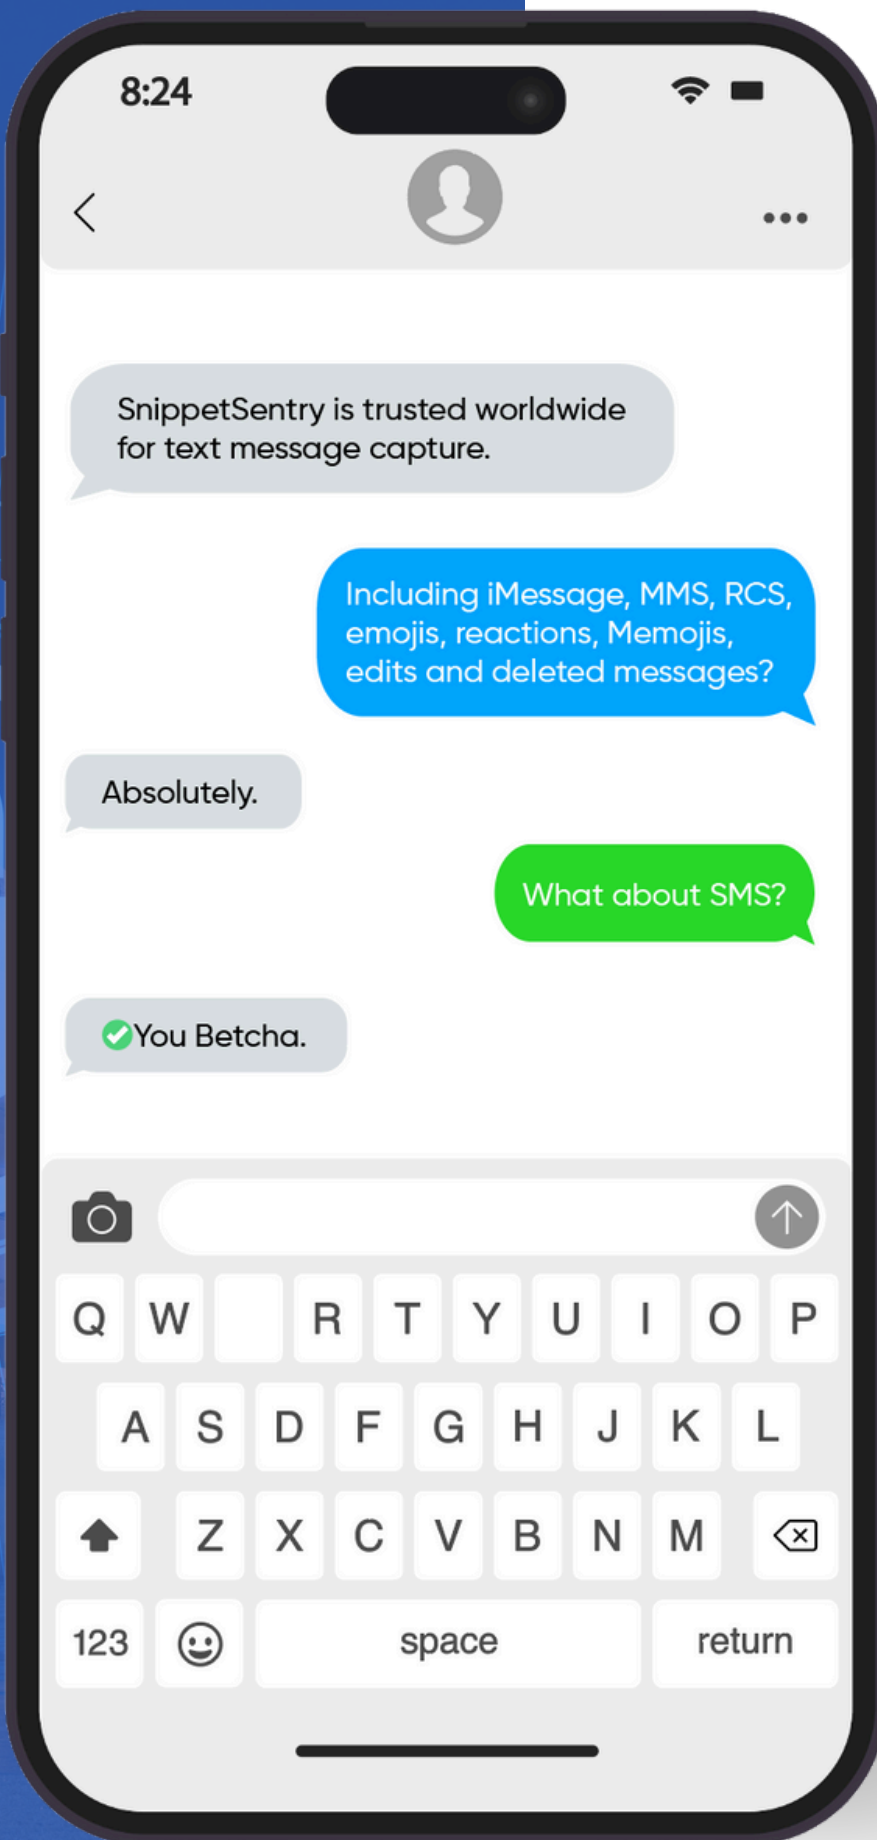 8:24
SnippetSentry is trusted worldwide
for text message capture.
Including iMessage, MMS, RCS,
emojis, reactions, Memojis,
edits and deleted messages?
Absolutely.
What about SMS?
✅You Betcha.
Q W R T Y U I O P
A S D F G H J K L
Z X C V B N M
123 space return